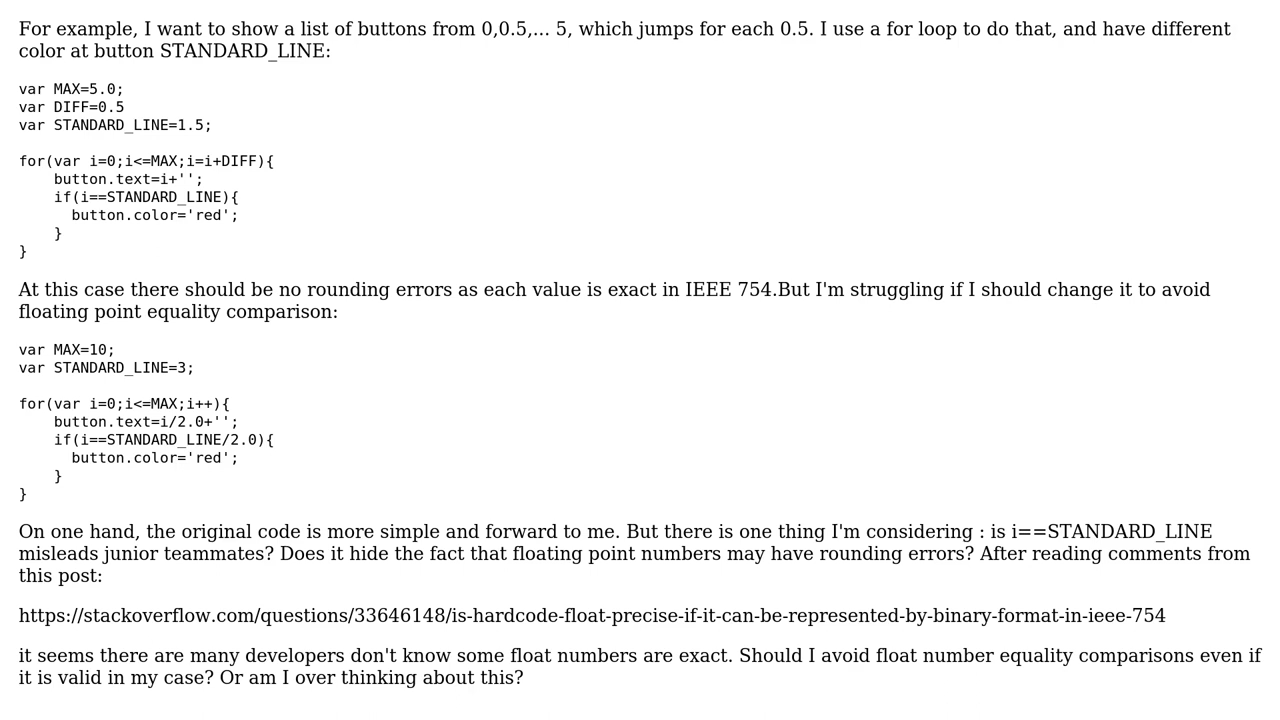 For example, I want to show a list of buttons from 0,0.5,... 5, which jumps for each 0.5. I use a for loop to do that, and have different
color at button STANDARD_LINE:
var MAX=5.0;
var DIFF=0.5
var STANDARD_LINE=1.5;
for(var i=0;i<=MAX;i=i+DIFF){
    button.text=i+'';
    if(i==STANDARD_LINE){
      button.color='red';
    }
}
At this case there should be no rounding errors as each value is exact in IEEE 754.But I'm struggling if I should change it to avoid
floating point equality comparison:
var MAX=10;
var STANDARD_LINE=3;
for(var i=0;i<=MAX;i++){
    button.text=i/2.0+'';
    if(i==STANDARD_LINE/2.0){
      button.color='red';
    }
}
On one hand, the original code is more simple and forward to me. But there is one thing I'm considering : is i==STANDARD_LINE
misleads junior teammates? Does it hide the fact that floating point numbers may have rounding errors? After reading comments from
this post:
https://stackoverflow.com/questions/33646148/is-hardcode-float-precise-if-it-can-be-represented-by-binary-format-in-ieee-754
it seems there are many developers don't know some float numbers are exact. Should I avoid float number equality comparisons even if
it is valid in my case? Or am I over thinking about this?